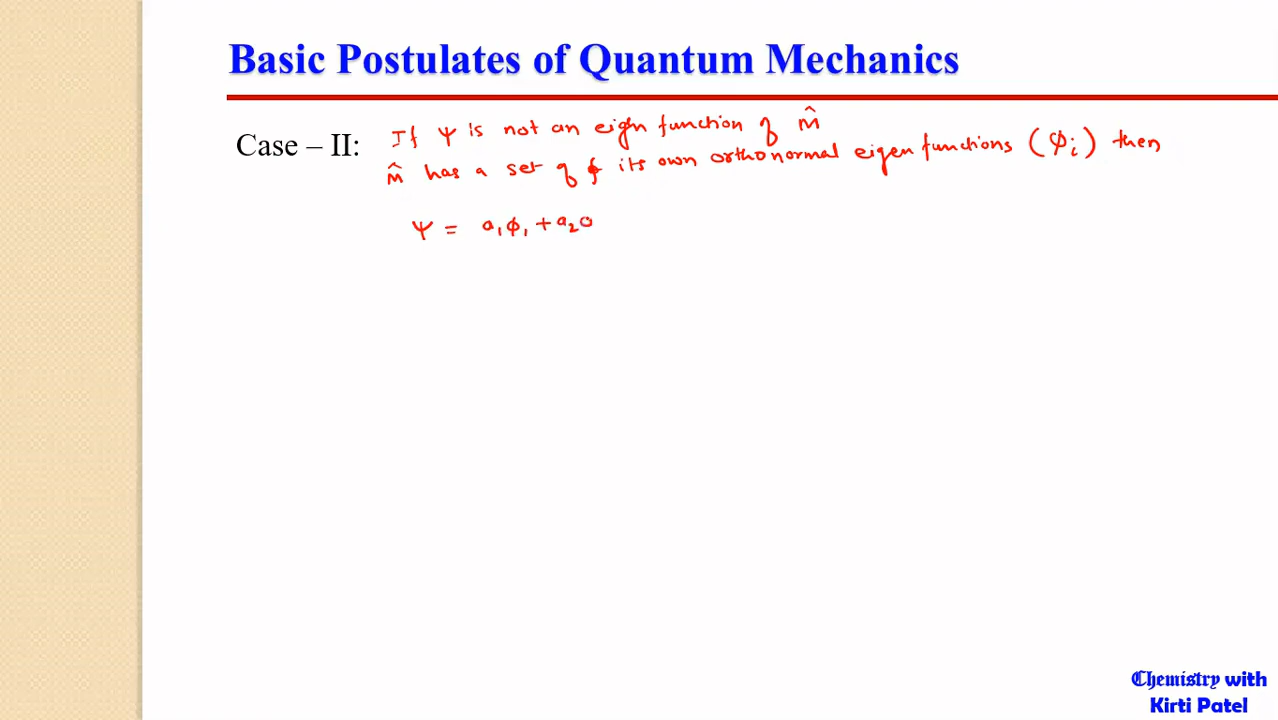 Basic Postulates of Quantum Mechanics
Case – II: If Ψ is not an eign function of m̂
m̂ has a set of its own orthonormal eigen functions (ϕi) then
Ψ = a₁ϕ₁ + a₂
Chemistry with
Kirti Patel